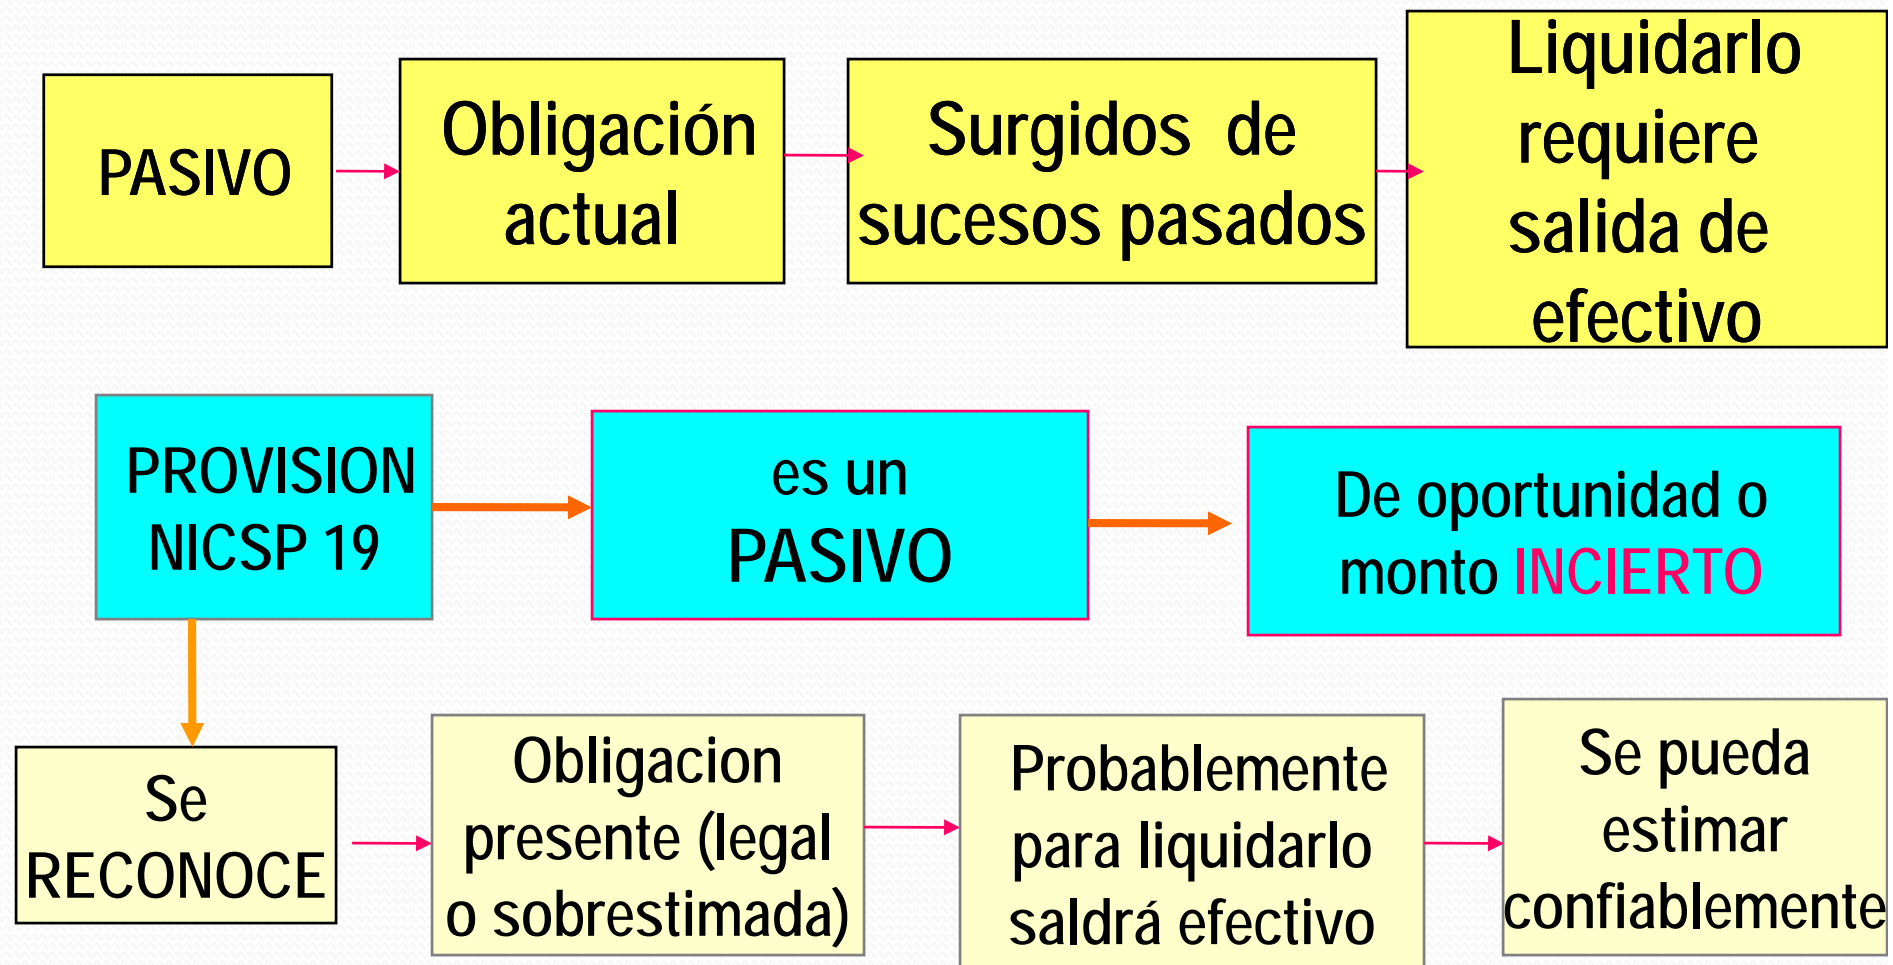 PASIVO
Obligación
actual
Surgidos de
sucesos pasados
Liquidarlo
requiere
salida de
efectivo
PROVISION
NICSP 19
es un
PASIVO
De oportunidad o
monto INCIERTO
Se
RECONOCE
Obligacion
presente (legal
o sobrestimada)
Probablemente
para liquidarlo
saldrá efectivo
Se pueda
estimar
confiablemente